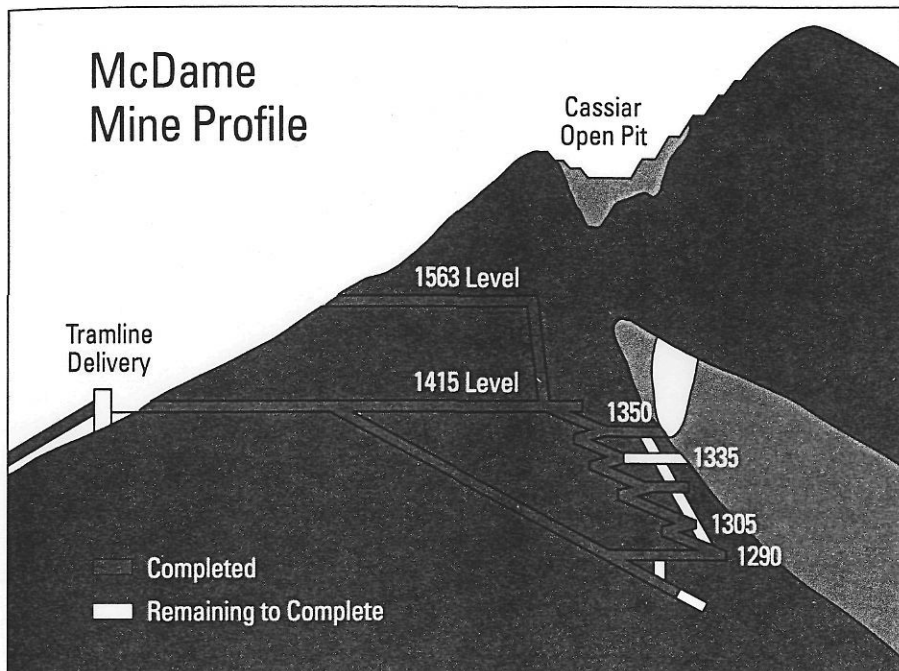 McDame
Mine Profile
Cassiar
Open Pit
1563 Level
Tramline
Delivery
1415 Level
1350
1335
1305
1290
Completed
Remaining to Complete